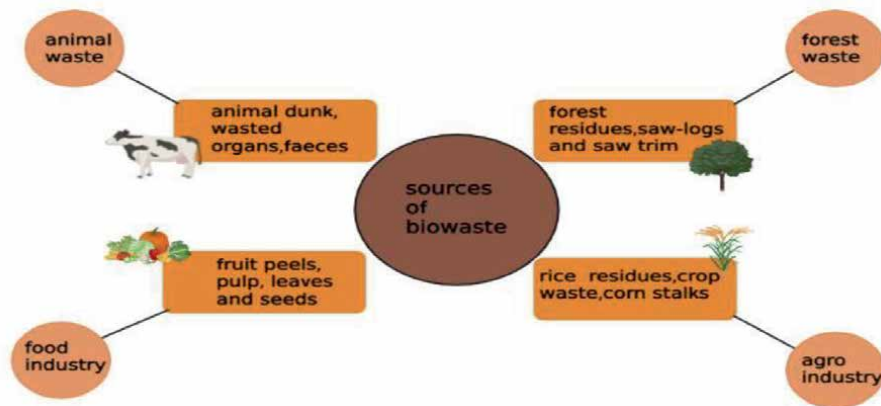 animal
waste
forest
waste
animal dunk,
wasted
organs,faeces
forest
residues,saw-logs
and saw trim
sources
of
biowaste
fruit peels,
pulp, leaves
and seeds
rice residues,crop
waste,corn stalks
food
industry
agro
industry